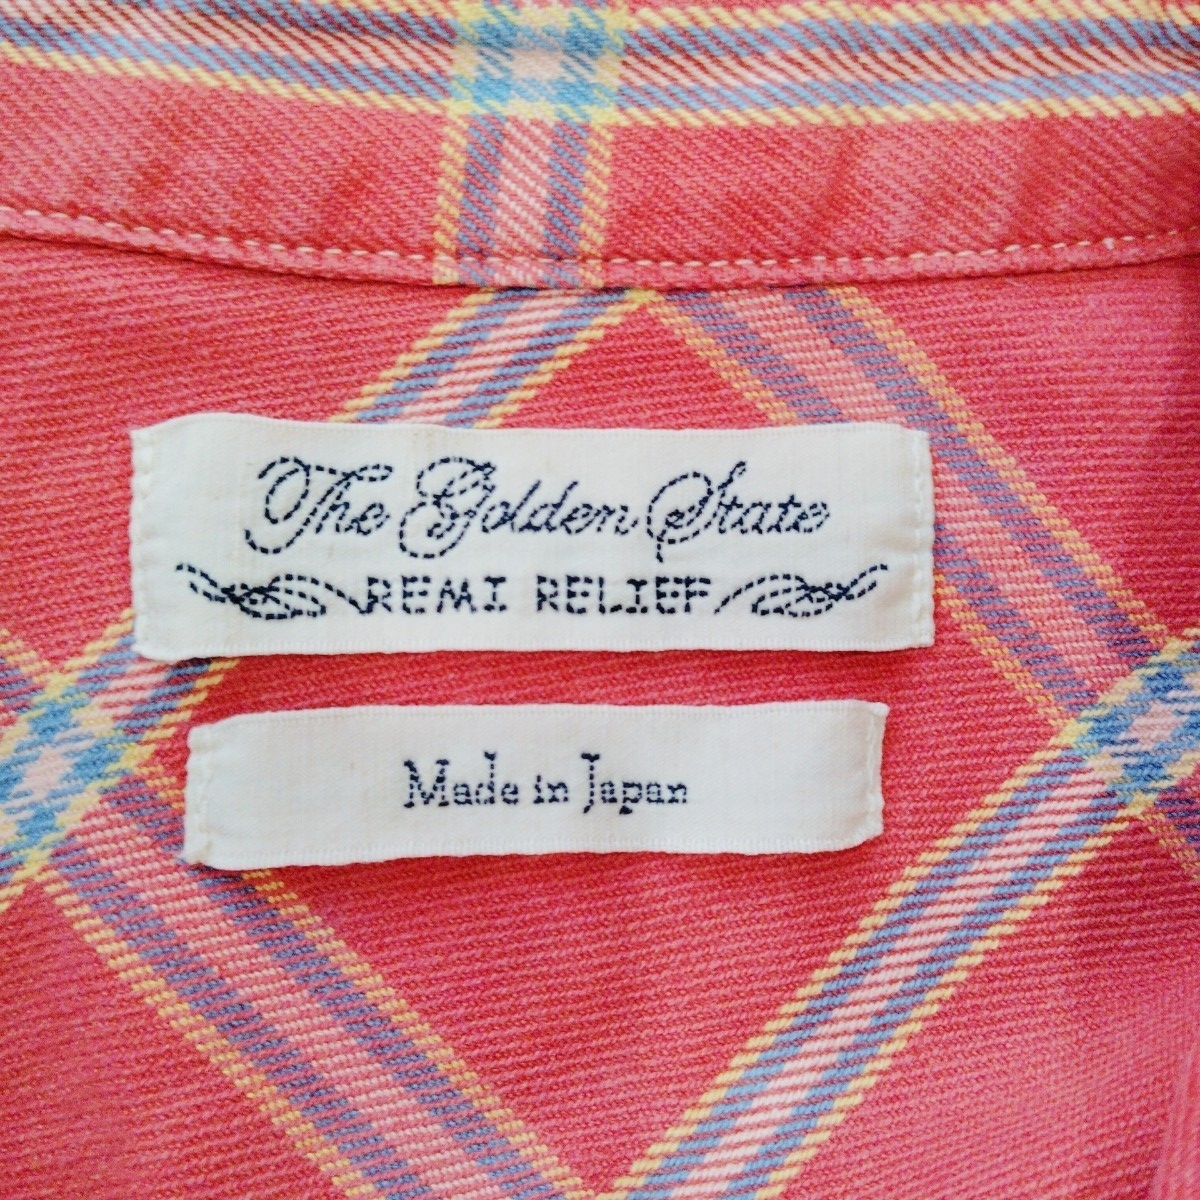 The Golden State
REMI RELIEF
Made in Japan